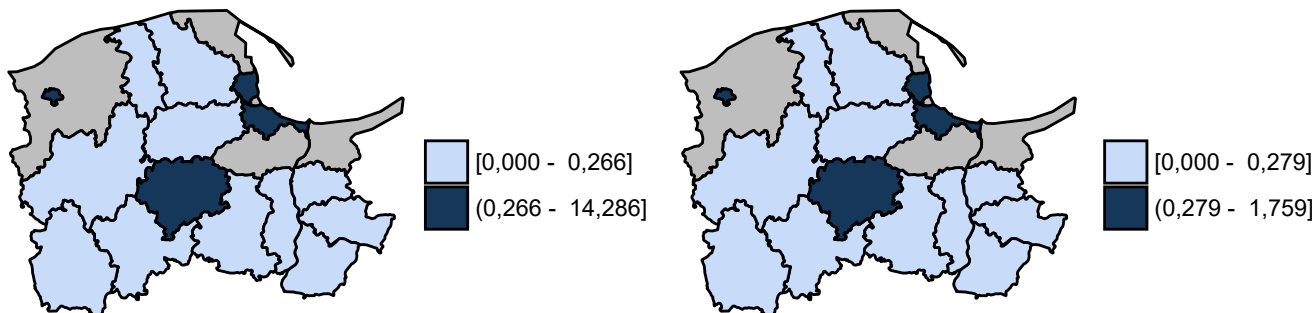 [0,000 -  0,266]
(0,266 -  14,286]
[0,000 -  0,279]
(0,279 -  1,759]